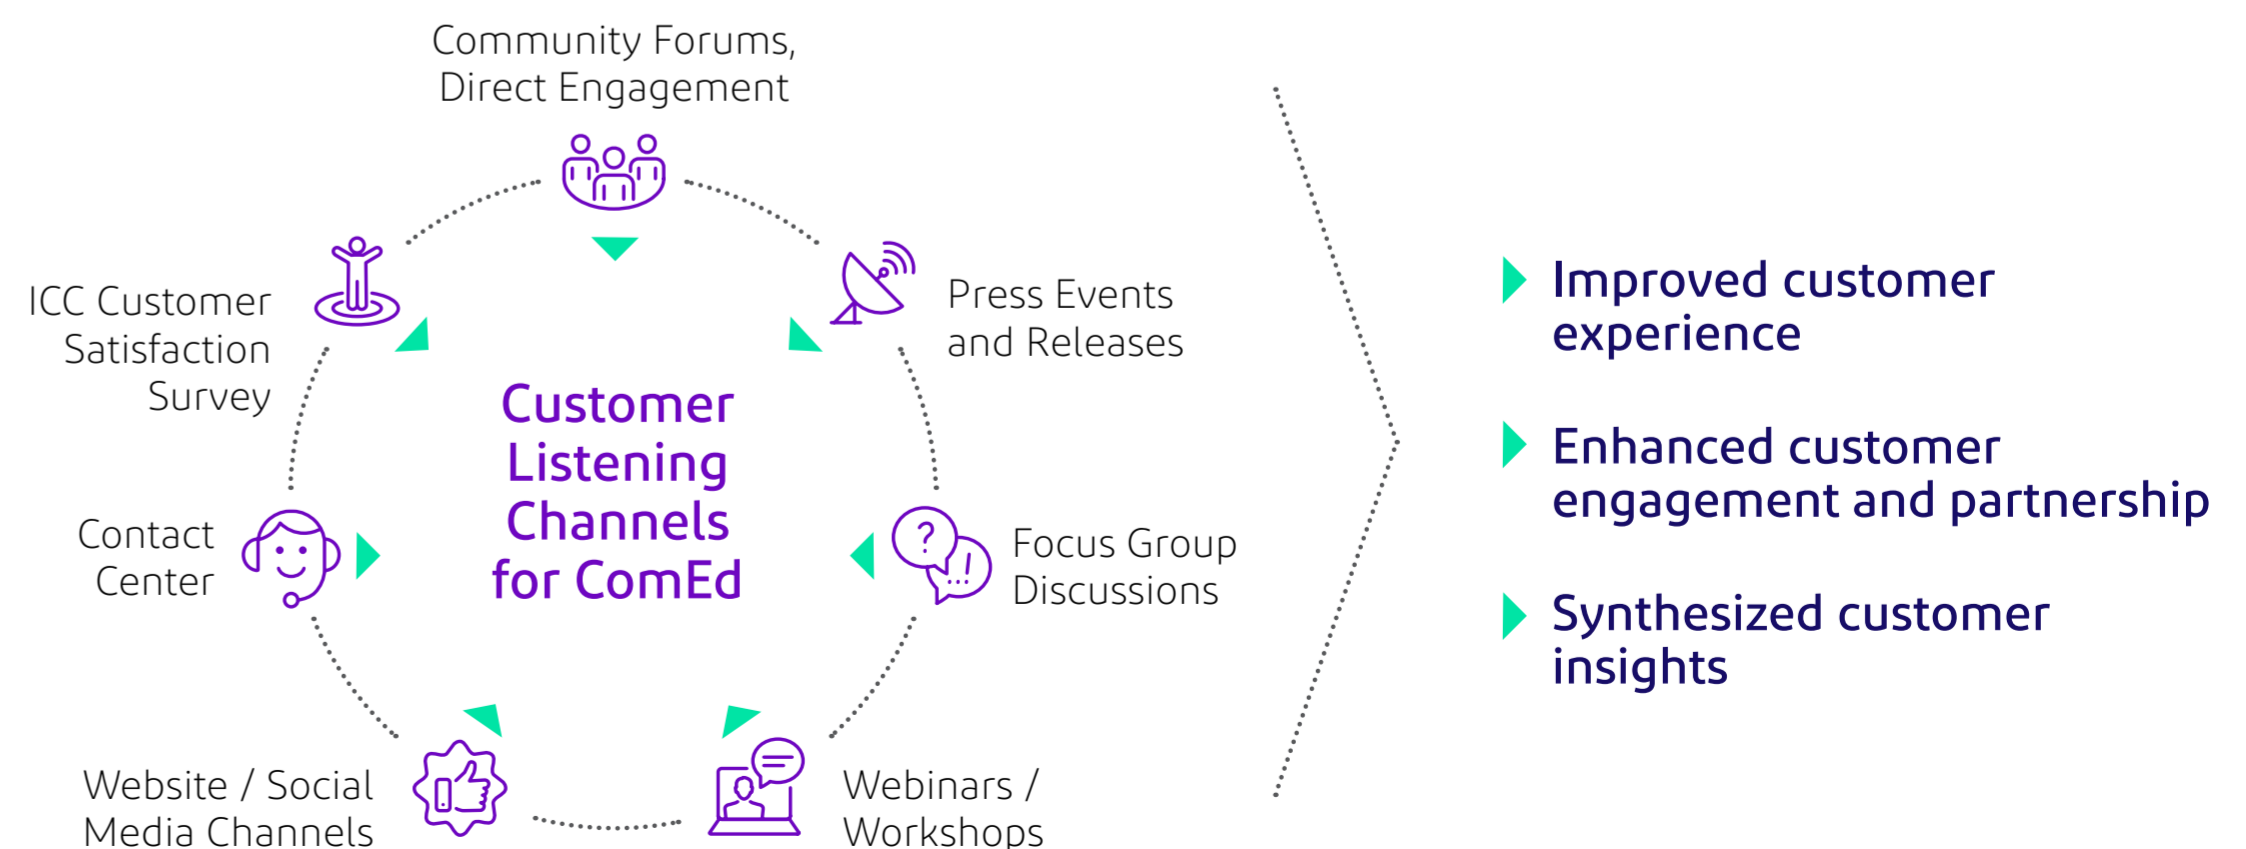 Community Forums,
Direct Engagement
Press Events
and Releases
Focus Group
Discussions
Webinars /
Workshops
Website / Social
Media Channels
Contact
Center
ICC Customer
Satisfaction
Survey
Customer
Listening
Channels
for ComEd
Improved customer
experience
Enhanced customer
engagement and partnership
Synthesized customer
insights